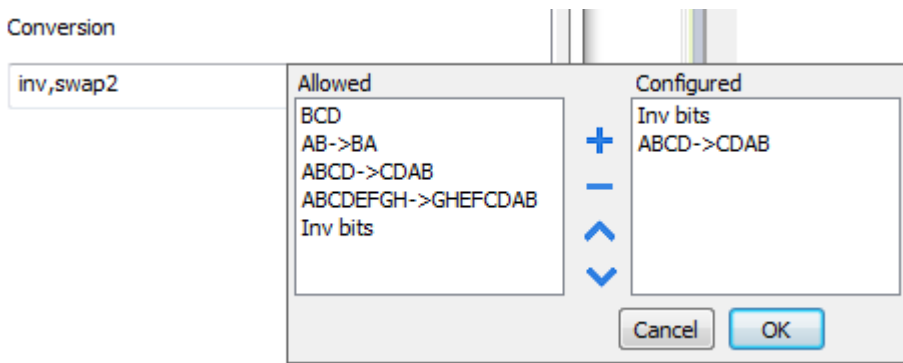 Conversion
inv,swap2
Allowed
BCD
AB->BA
ABCD->CDAB
ABCDEFGH->GHEFCDAB
Inv bits
Configured
Inv bits
ABCD->CDAB
Cancel
OK